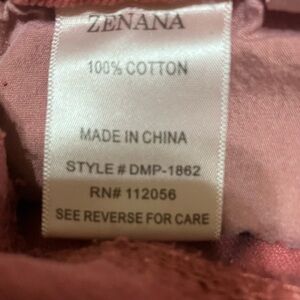 ZENANA
100% COTTON
MADE IN CHINA
STYLE # DMP-1862
RN# 112056
SEE REVERSE FOR CARE